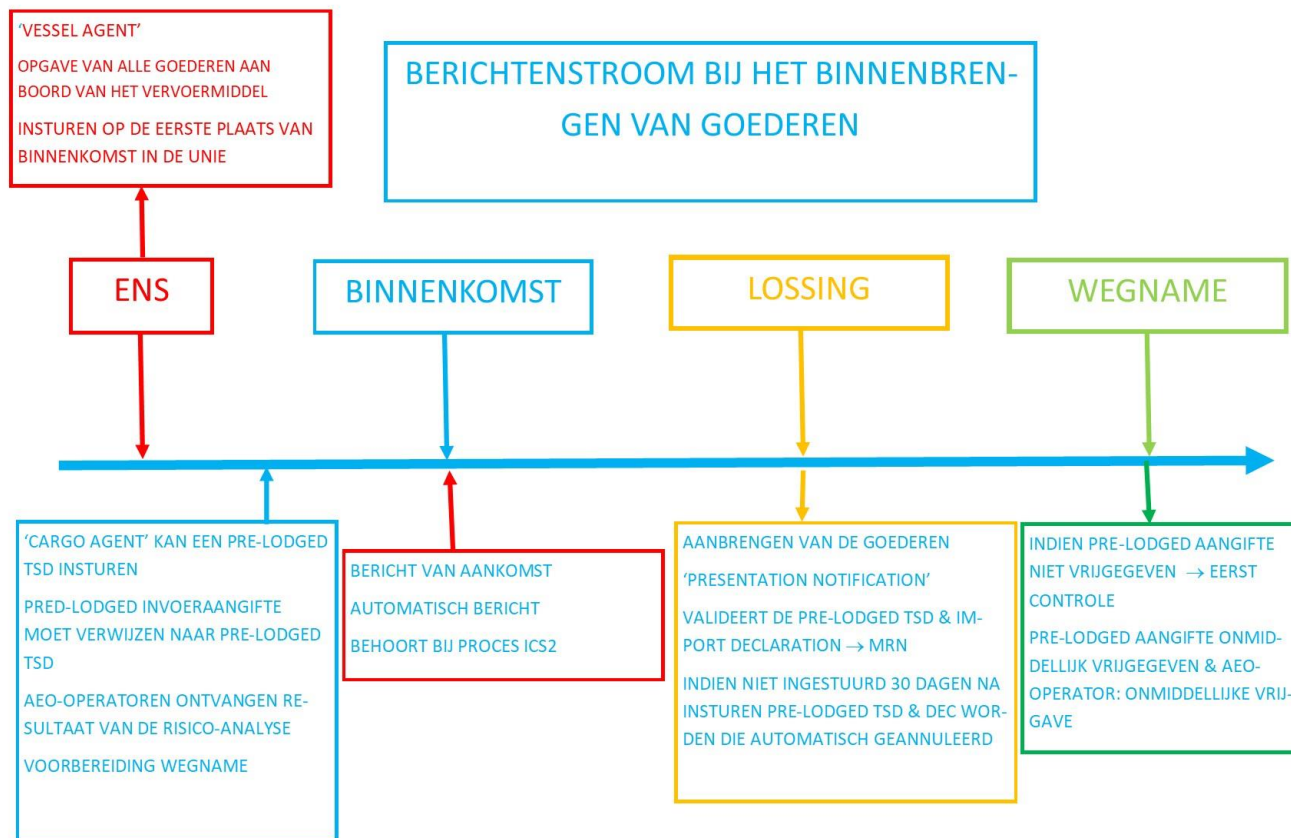 ‘VESSEL AGENT’
OPGAVE VAN ALLE GOEDEREN AAN
BOORD VAN HET VERVOERMIDDEL
INSTUREN OP DE EERSTE PLAATS VAN
BINNENKOMST IN DE UNIE
BERICHTENSTROOM BIJ HET BINNENBREN-
GEN VAN GOEDEREN
ENS
BINNENKOMST
LOSSING
WEGNAME
‘CARGO AGENT’ KAN EEN PRE-LODGED
TSD INSTUREN
PRED-LODGED INVOERAANGIFTE
MOET VERWIJZEN NAAR PRE-LODGED
TSD
AEO-OPERATOREN ONTVANGEN RE-
SULTAAT VAN DE RISICO-ANALYSE
VOORBEREIDING WEGNAME
BERICHT VAN AANKOMST
AUTOMATISCH BERICHT
BEHOORT BIJ PROCES ICS2
AANBRENGEN VAN DE GOEDEREN
‘PRESENTATION NOTIFICATION’
VALIDEERT DE PRE-LODGED TSD & IM-
PORT DECLARATION → MRN
INDIEN NIET INGESTUURD 30 DAGEN NA
INSTUREN PRE-LODGED TSD & DEC WOR-
DEN DIE AUTOMATISCH GEANNULEERD
INDIEN PRE-LODGED AANGIFTE
NIET VRIJGEGEVEN → EERST
CONTROLE
PRE-LODGED AANGIFTE ONMID-
DELLIJK VRIJGEGEVEN & AEO-
OPERATOR: ONMIDDELLIJKE VRIJ-
GAVE